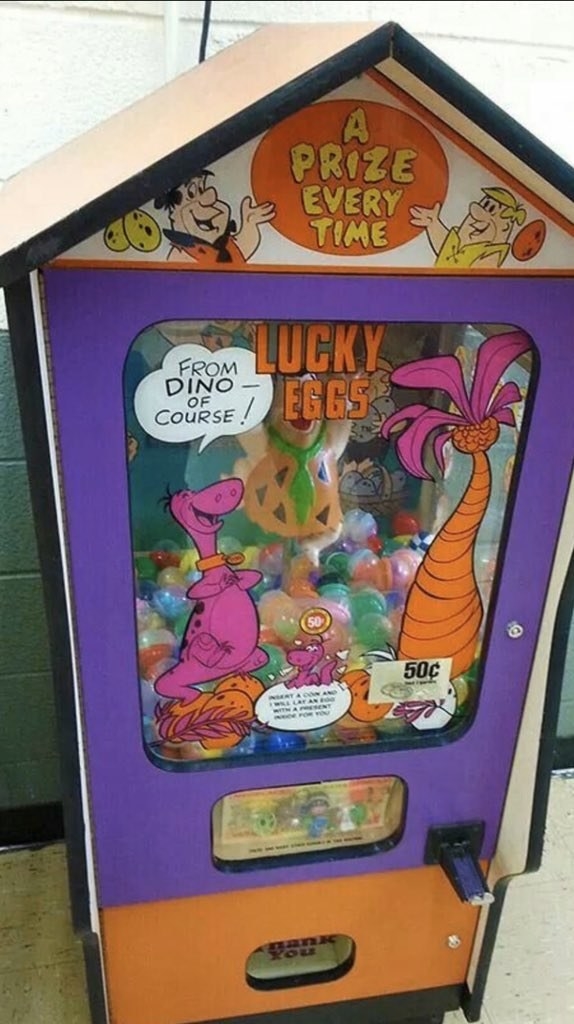 A
PRIZE
EVERY
TIME
LUCKY
EGGS
FROM
DINO —
OF
COURSE!
50¢
50¢
INSERT A COIN AND
I WILL LAY AN EGG
WITH A PRESENT
INSIDE FOR YOU
Thank
You